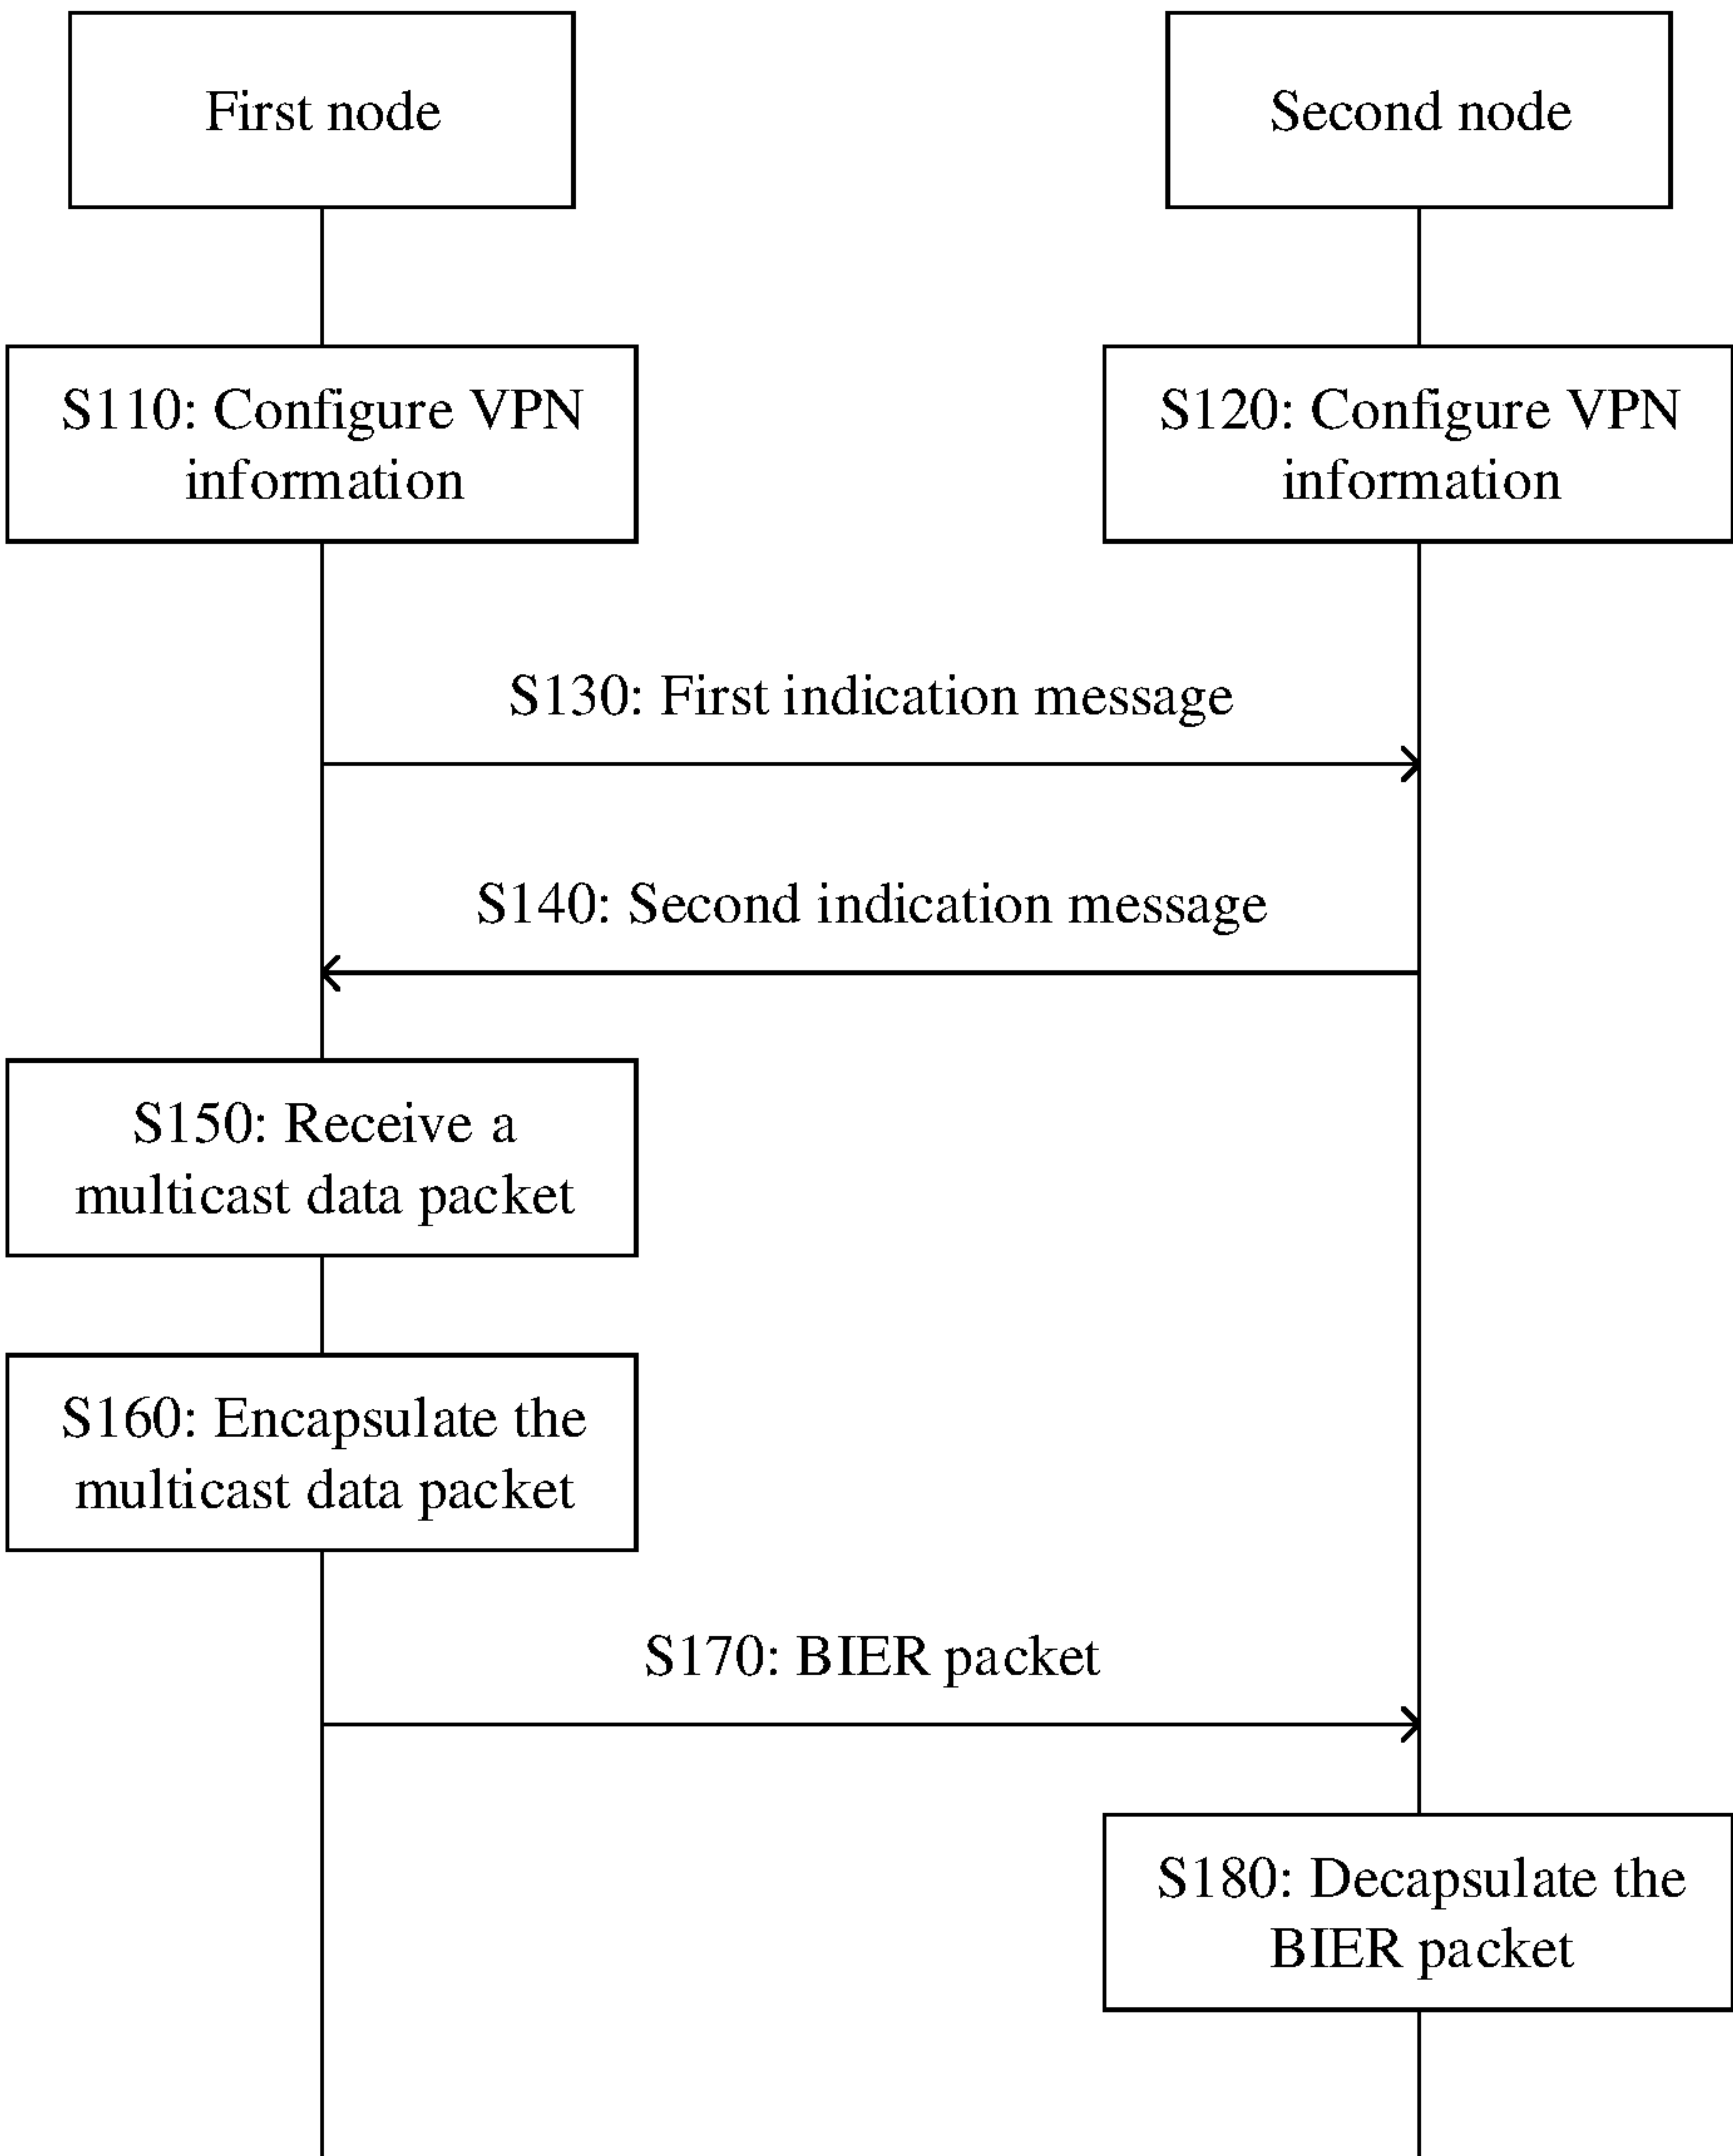 First node
Second node
S110: Configure VPN
information
S120: Configure VPN
information
S130: First indication message
S140: Second indication message
S150: Receive a
multicast data packet
S160: Encapsulate the
multicast data packet
S170: BIER packet
S180: Decapsulate the
BIER packet